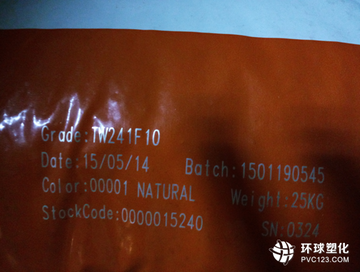 Grade:TW241F10
Date:15/05/14 Batch:1501190545
Color:00001 NATURAL Weight:25KG
StockCode:0000015240 SN:0324
环球塑化
PVC123.COM